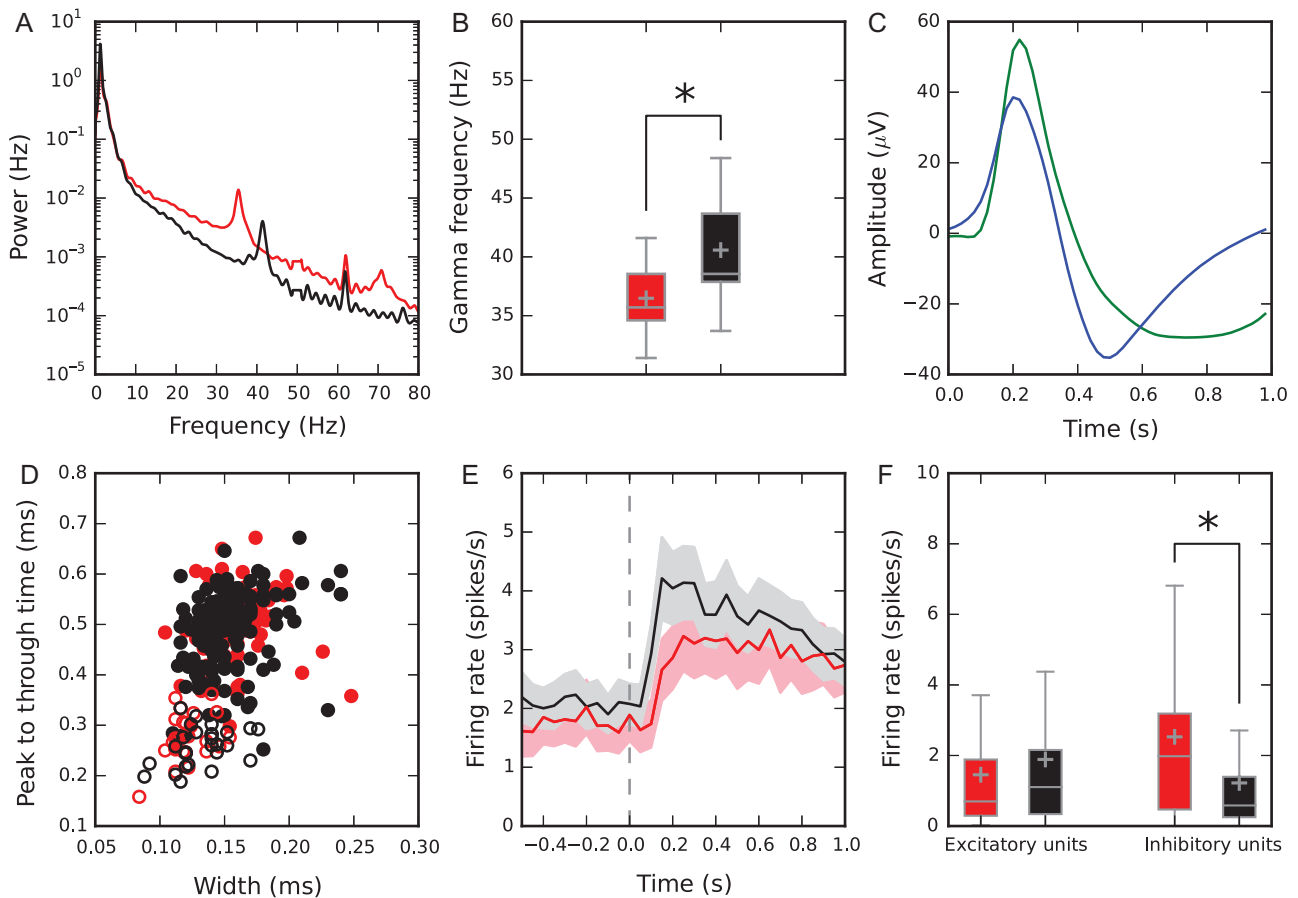 A
Power (Hz)
10^1
10^0
10^-1
10^-2
10^-3
10^-4
10^-5
0 10 20 30 40 50 60 70 80
Frequency (Hz)
B
Gamma frequency (Hz)
60
55
50
45
40
35
30
*
C
Amplitude (μV)
60
40
20
0
−20
−40
0.0 0.2 0.4 0.6 0.8 1.0
Time (s)
D
Peak to through time (ms)
0.8
0.7
0.6
0.5
0.4
0.3
0.2
0.1
0.05 0.10 0.15 0.20 0.25 0.30
Width (ms)
E
Firing rate (spikes/s)
6
5
4
3
2
1
0
−0.4 −0.2 0.0 0.2 0.4 0.6 0.8 1.0
Time (s)
F
Firing rate (spikes/s)
10
8
6
4
2
0
*
Excitatory units Inhibitory units